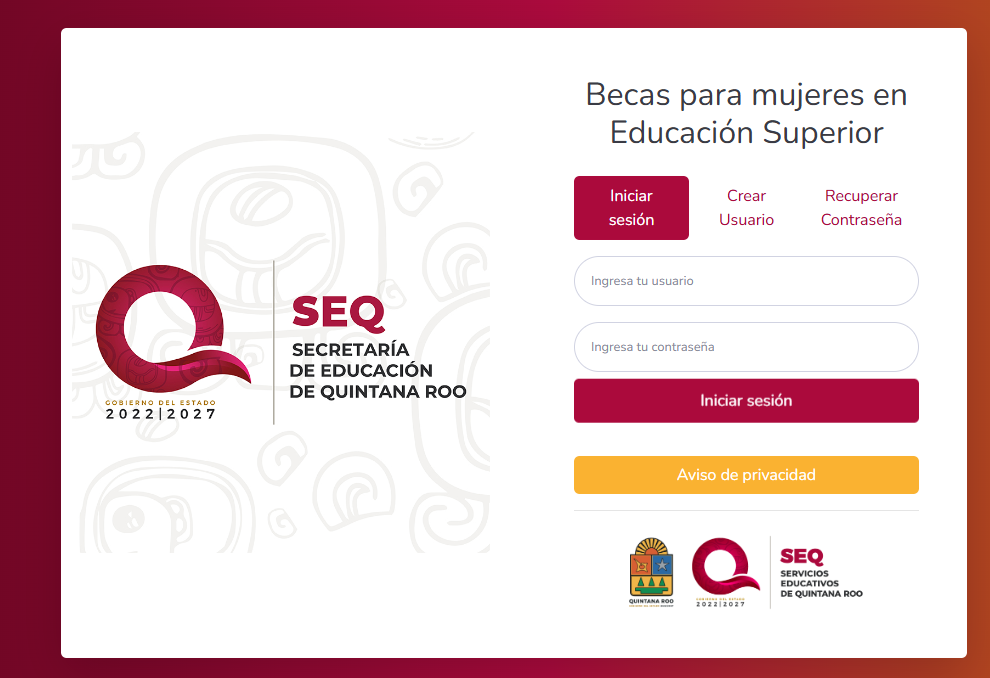 GOBIERNO DEL ESTADO
2022|2027
SEQ
SECRETARÍA
DE EDUCACIÓN
DE QUINTANA ROO
Becas para mujeres en
Educación Superior
Iniciar
sesión
Crear
Usuario
Recuperar
Contraseña
Ingresa tu usuario
Ingresa tu contraseña
Iniciar sesión
Aviso de privacidad
QUINTANA ROO
GOBIERNO DEL ESTADO
2022|2027
SEQ
SERVICIOS
EDUCATIVOS
DE QUINTANA ROO